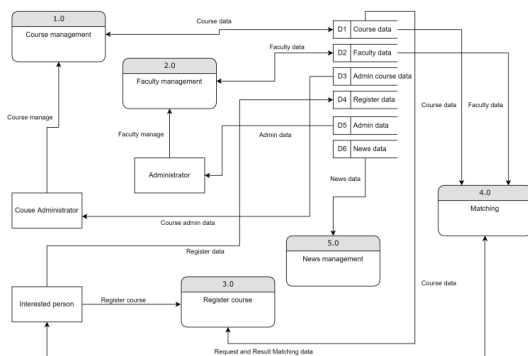 1.0
Course management
Course data
D1 Course data
2.0
Faculty management
Faculty data
D2 Faculty data
D3 Admin course data
D4 Register data
D5 Admin data
D6 News data
Course manage
Faculty manage
Admin data
Course data
Faculty data
Administrator
News data
4.0
Matching
Couse Administrator
Course admin data
5.0
News management
Register data
3.0
Register course
Interested person
Register course
Course data
Request and Result Matching data